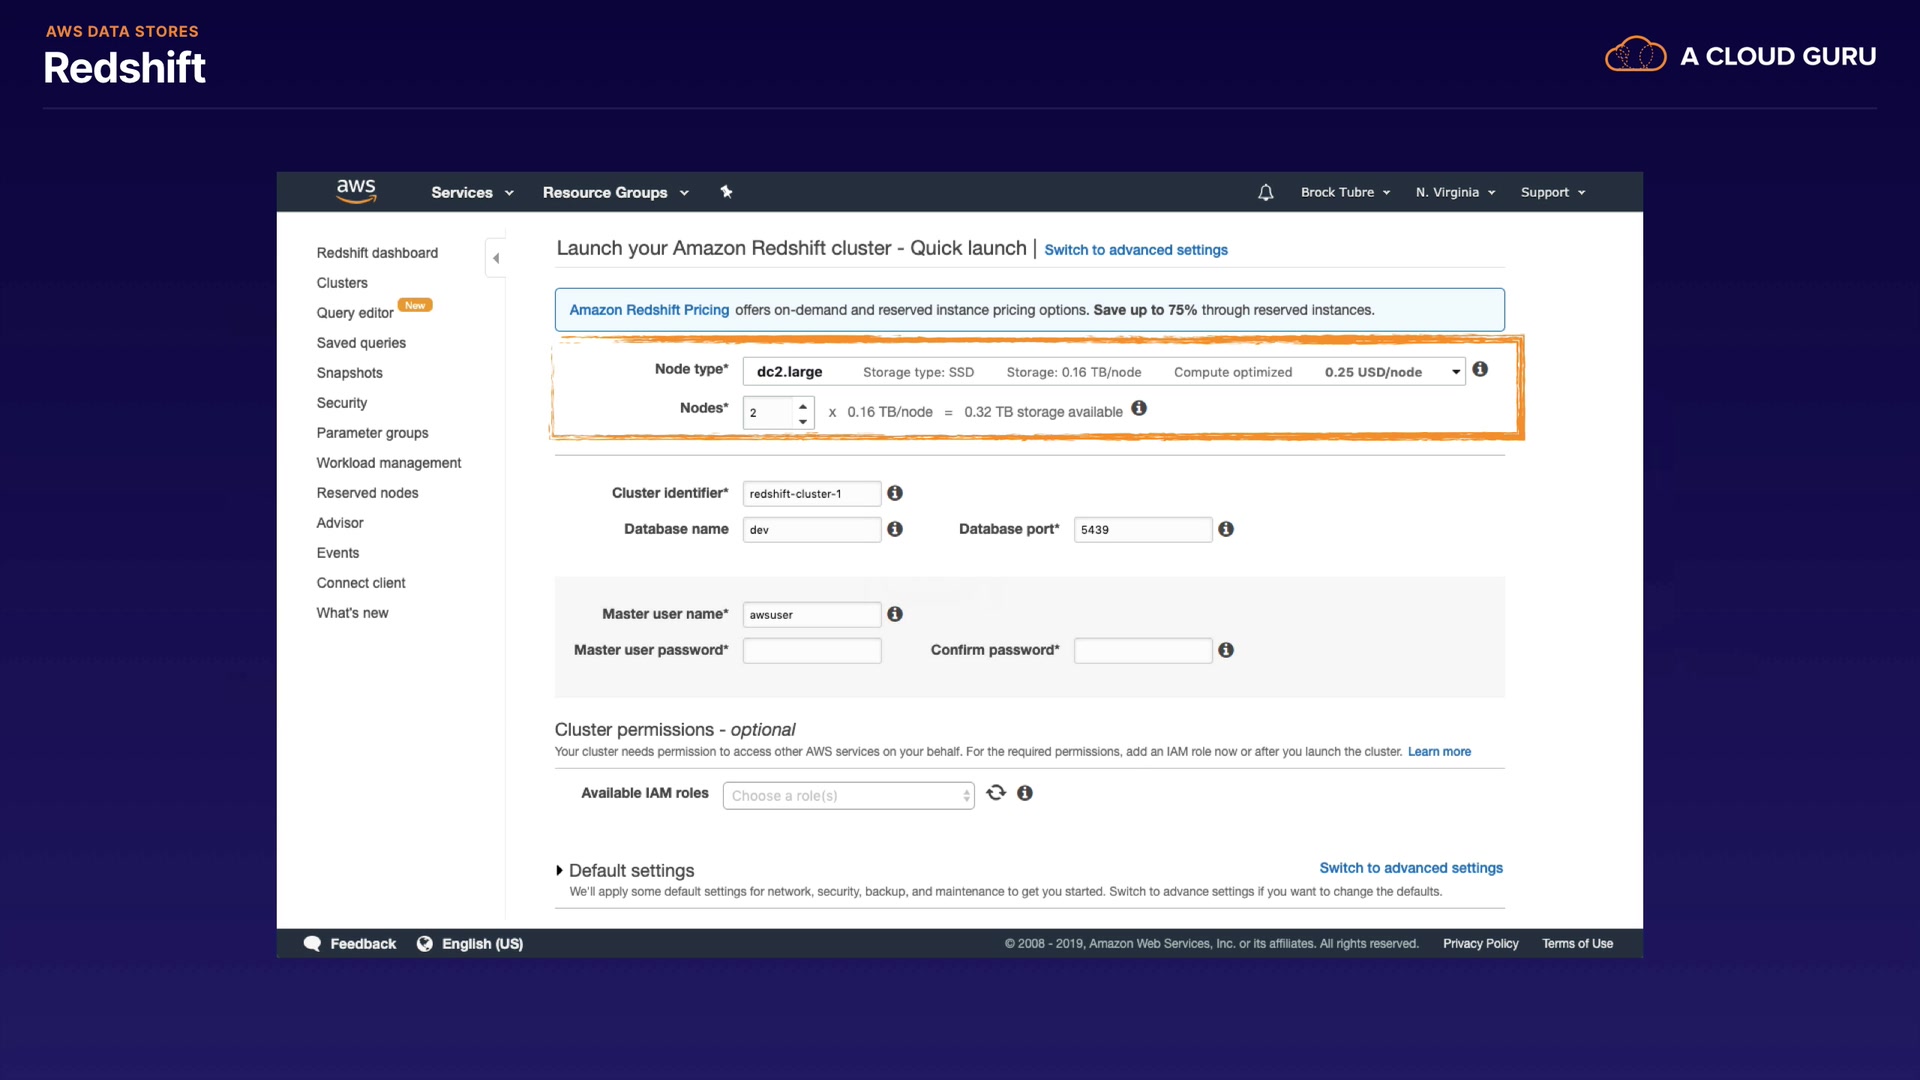 AWS DATA STORES
Redshift
A CLOUD GURU
aws
Services
Resource Groups
Brock Tubre
N. Virginia
Support
Redshift dashboard
Clusters
Query editor New
Saved queries
Snapshots
Security
Parameter groups
Workload management
Reserved nodes
Advisor
Events
Connect client
What's new
Launch your Amazon Redshift cluster - Quick launch | Switch to advanced settings
Amazon Redshift Pricing offers on-demand and reserved instance pricing options. Save up to 75% through reserved instances.
Node type* dc2.large Storage type: SSD Storage: 0.16 TB/node Compute optimized 0.25 USD/node
Nodes* 2 x 0.16 TB/node = 0.32 TB storage available
Cluster identifier* redshift-cluster-1
Database name dev Database port* 5439
Master user name* awsuser
Master user password* Confirm password*
Cluster permissions - optional
Your cluster needs permission to access other AWS services on your behalf. For the required permissions, add an IAM role now or after you launch the cluster. Learn more
Available IAM roles Choose a role(s)
Default settings Switch to advanced settings
We'll apply some default settings for network, security, backup, and maintenance to get you started. Switch to advance settings if you want to change the defaults.
Feedback English (US) © 2008 - 2019, Amazon Web Services, Inc. or its affiliates. All rights reserved. Privacy Policy Terms of Use